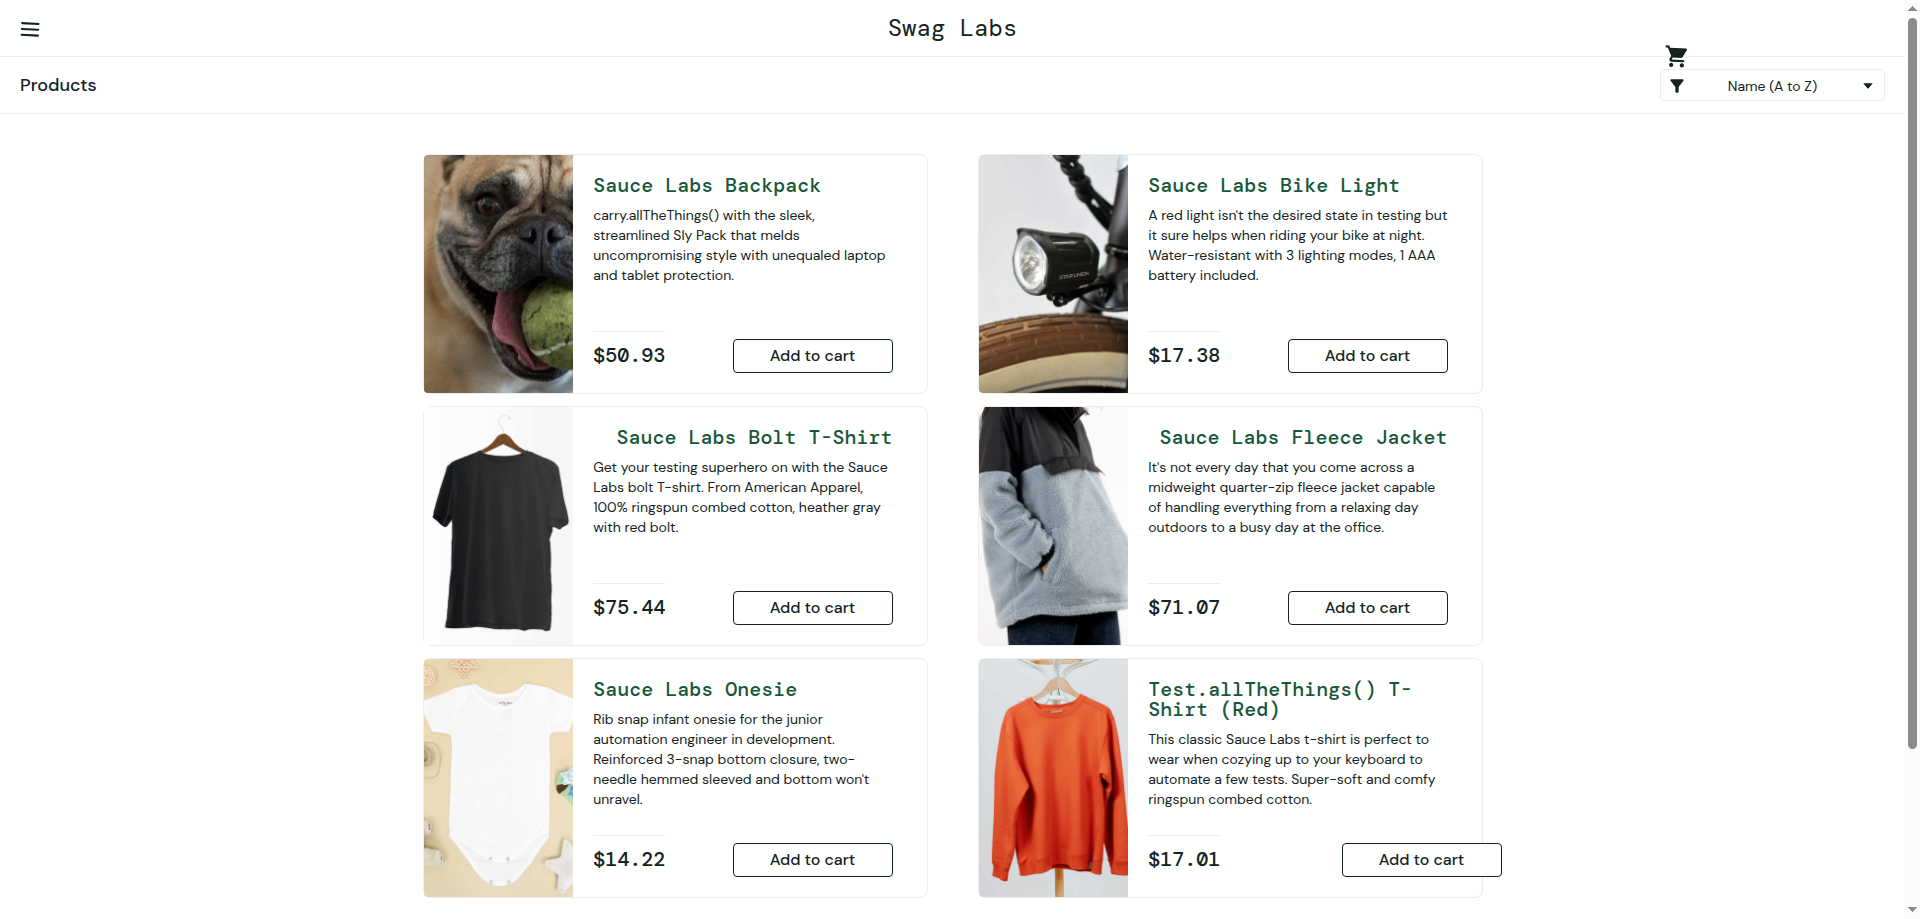 Swag Labs
Products
Name (A to Z)
Sauce Labs Backpack
carry.allTheThings() with the sleek,
streamlined Sly Pack that melds
uncompromising style with unequaled laptop
and tablet protection.
$50.93
Add to cart
Sauce Labs Bike Light
A red light isn't the desired state in testing but
it sure helps when riding your bike at night.
Water-resistant with 3 lighting modes, 1 AAA
battery included.
$17.38
Add to cart
Sauce Labs Bolt T-Shirt
Get your testing superhero on with the Sauce
Labs bolt T-shirt. From American Apparel,
100% ringspun combed cotton, heather gray
with red bolt.
$75.44
Add to cart
Sauce Labs Fleece Jacket
It's not every day that you come across a
midweight quarter-zip fleece jacket capable
of handling everything from a relaxing day
outdoors to a busy day at the office.
$71.07
Add to cart
Sauce Labs Onesie
Rib snap infant onesie for the junior
automation engineer in development.
Reinforced 3-snap bottom closure, two-
needle hemmed sleeved and bottom won't
unravel.
$14.22
Add to cart
Test.allTheThings() T-
Shirt (Red)
This classic Sauce Labs t-shirt is perfect to
wear when cozying up to your keyboard to
automate a few tests. Super-soft and comfy
ringspun combed cotton.
$17.01
Add to cart